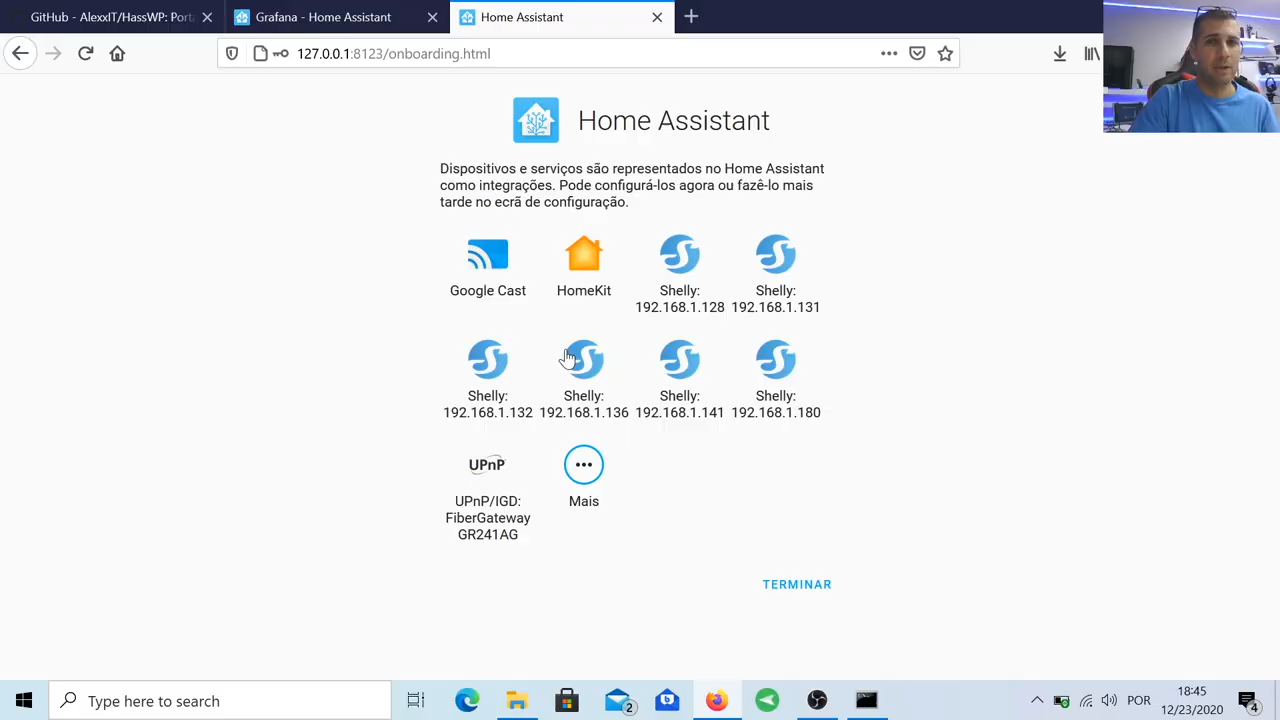 GitHub - AlexxIT/HassWP: Port
Grafana - Home Assistant
Home Assistant
127.0.0.1:8123/onboarding.html
Home Assistant
Dispositivos e serviços são representados no Home Assistant
como integrações. Pode configurá-los agora ou fazê-lo mais
tarde no ecrã de configuração.
Google Cast
HomeKit
Shelly:
192.168.1.128
Shelly:
192.168.1.131
Shelly:
192.168.1.132
Shelly:
192.168.1.136
Shelly:
192.168.1.141
Shelly:
192.168.1.180
UPnP
UPnP/IGD:
FiberGateway
GR241AG
Mais
TERMINAR
Type here to search
2
POR
18:45
12/23/2020
4